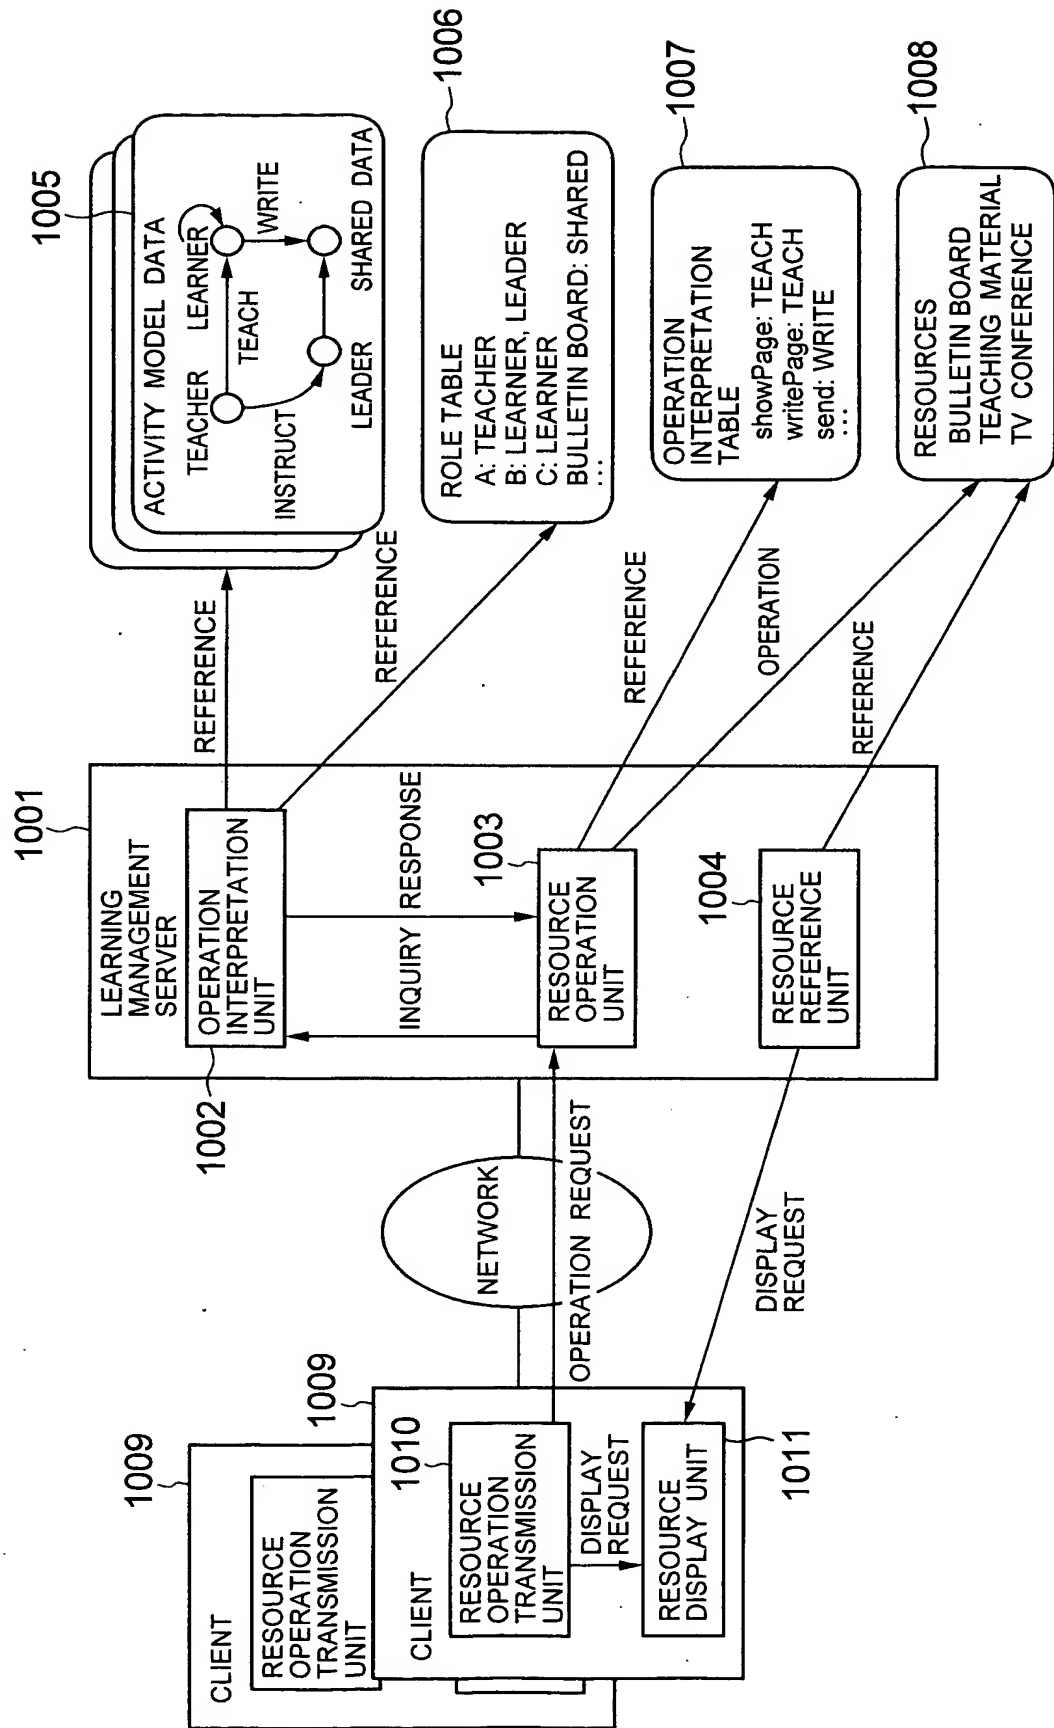 1009
CLIENT
RESOURCE
OPERATION
TRANSMISSION
UNIT
1009
CLIENT
1010
RESOURCE
OPERATION
TRANSMISSION
UNIT
DISPLAY
REQUEST
RESOURCE
DISPLAY UNIT
1011
NETWORK
OPERATION REQUEST
DISPLAY
REQUEST
1001
LEARNING
MANAGEMENT
SERVER
1002
OPERATION
INTERPRETATION
UNIT
INQUIRY
RESPONSE
1003
RESOURCE
OPERATION
UNIT
1004
RESOURCE
REFERENCE
UNIT
REFERENCE
REFERENCE
REFERENCE
OPERATION
REFERENCE
1005
ACTIVITY MODEL DATA
TEACHER
LEARNER
TEACH
WRITE
INSTRUCT
LEADER
SHARED DATA
1006
ROLE TABLE
A: TEACHER
B: LEARNER, LEADER
C: LEARNER
BULLETIN BOARD: SHARED
...
1007
OPERATION
INTERPRETATION
TABLE
showPage: TEACH
writePage: TEACH
send: WRITE
...
1008
RESOURCES
BULLETIN BOARD
TEACHING MATERIAL
TV CONFERENCE